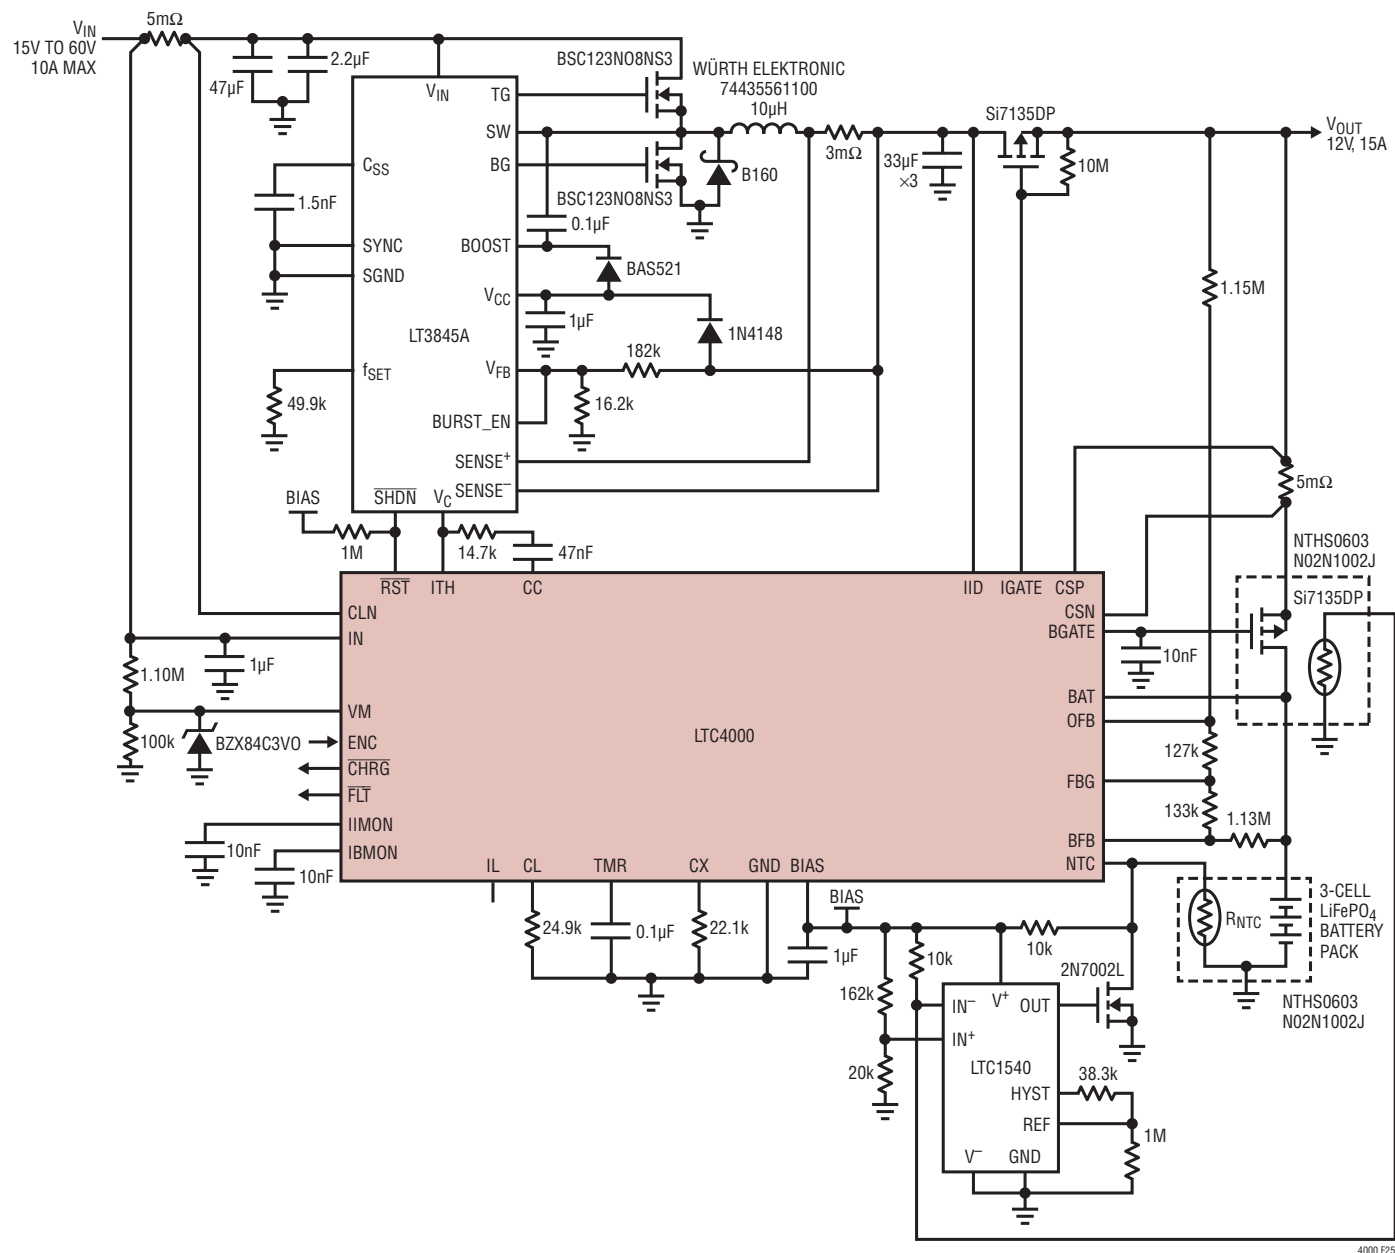 VIN
15V TO 60V
10A MAX
5mΩ
47µF
2.2µF
BSC123NO8NS3
WÜRTH ELEKTRONIC
74435561100
10µH
Si7135DP
VOUT
12V, 15A
VIN
TG
SW
BG
BSC123NO8NS3
B160
3mΩ
33µF
×3
10M
CSS
1.5nF
SYNC
SGND
BOOST
0.1µF
BAS521
VCC
1µF
1N4148
1.15M
LT3845A
fSET
49.9k
VFB
182k
16.2k
BURST_EN
SENSE+
SENSE–
SHDN
VC
BIAS
1M
14.7k
47nF
5mΩ
NTHS0603
N02N1002J
Si7135DP
RST
ITH
CC
IID
IGATE
CSP
CLN
CSN
IN
BGATE
1.10M
1µF
10nF
BAT
VM
OFB
100k
BZX84C3VO
ENC
LTC4000
127k
CHRG
FBG
FLT
133k
1.13M
IIMON
BFB
10nF
IBMON
NTC
10nF
IL
CL
TMR
CX
GND
BIAS
BIAS
24.9k
0.1µF
22.1k
1µF
10k
10k
162k
20k
2N7002L
RNTC
3-CELL
LiFePO4
BATTERY
PACK
NTHS0603
N02N1002J
IN–
V+
OUT
IN+
LTC1540
HYST
38.3k
REF
1M
V–
GND
4000 F25